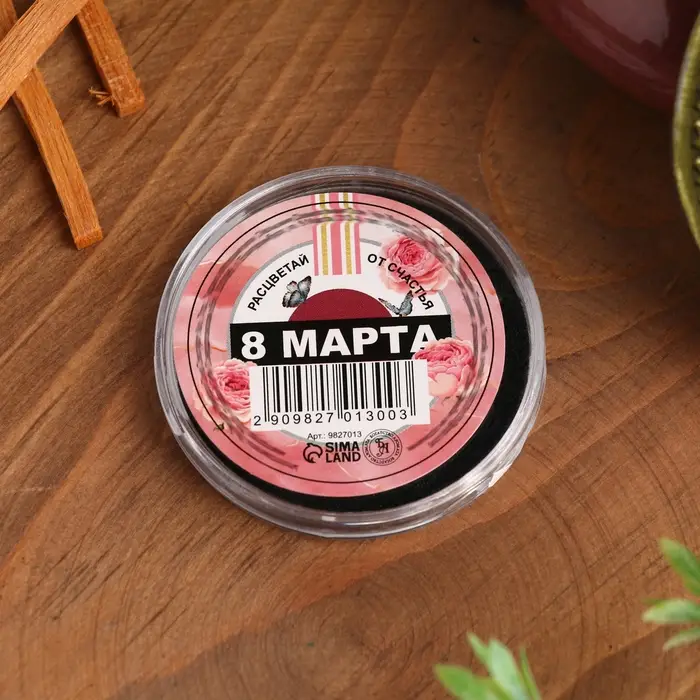 РАСЦВЕТАЙ ОТ СЧАСТЬЯ
8 МАРТА
2 909827 013003
Арт.: 9827013
SIMA
LAND